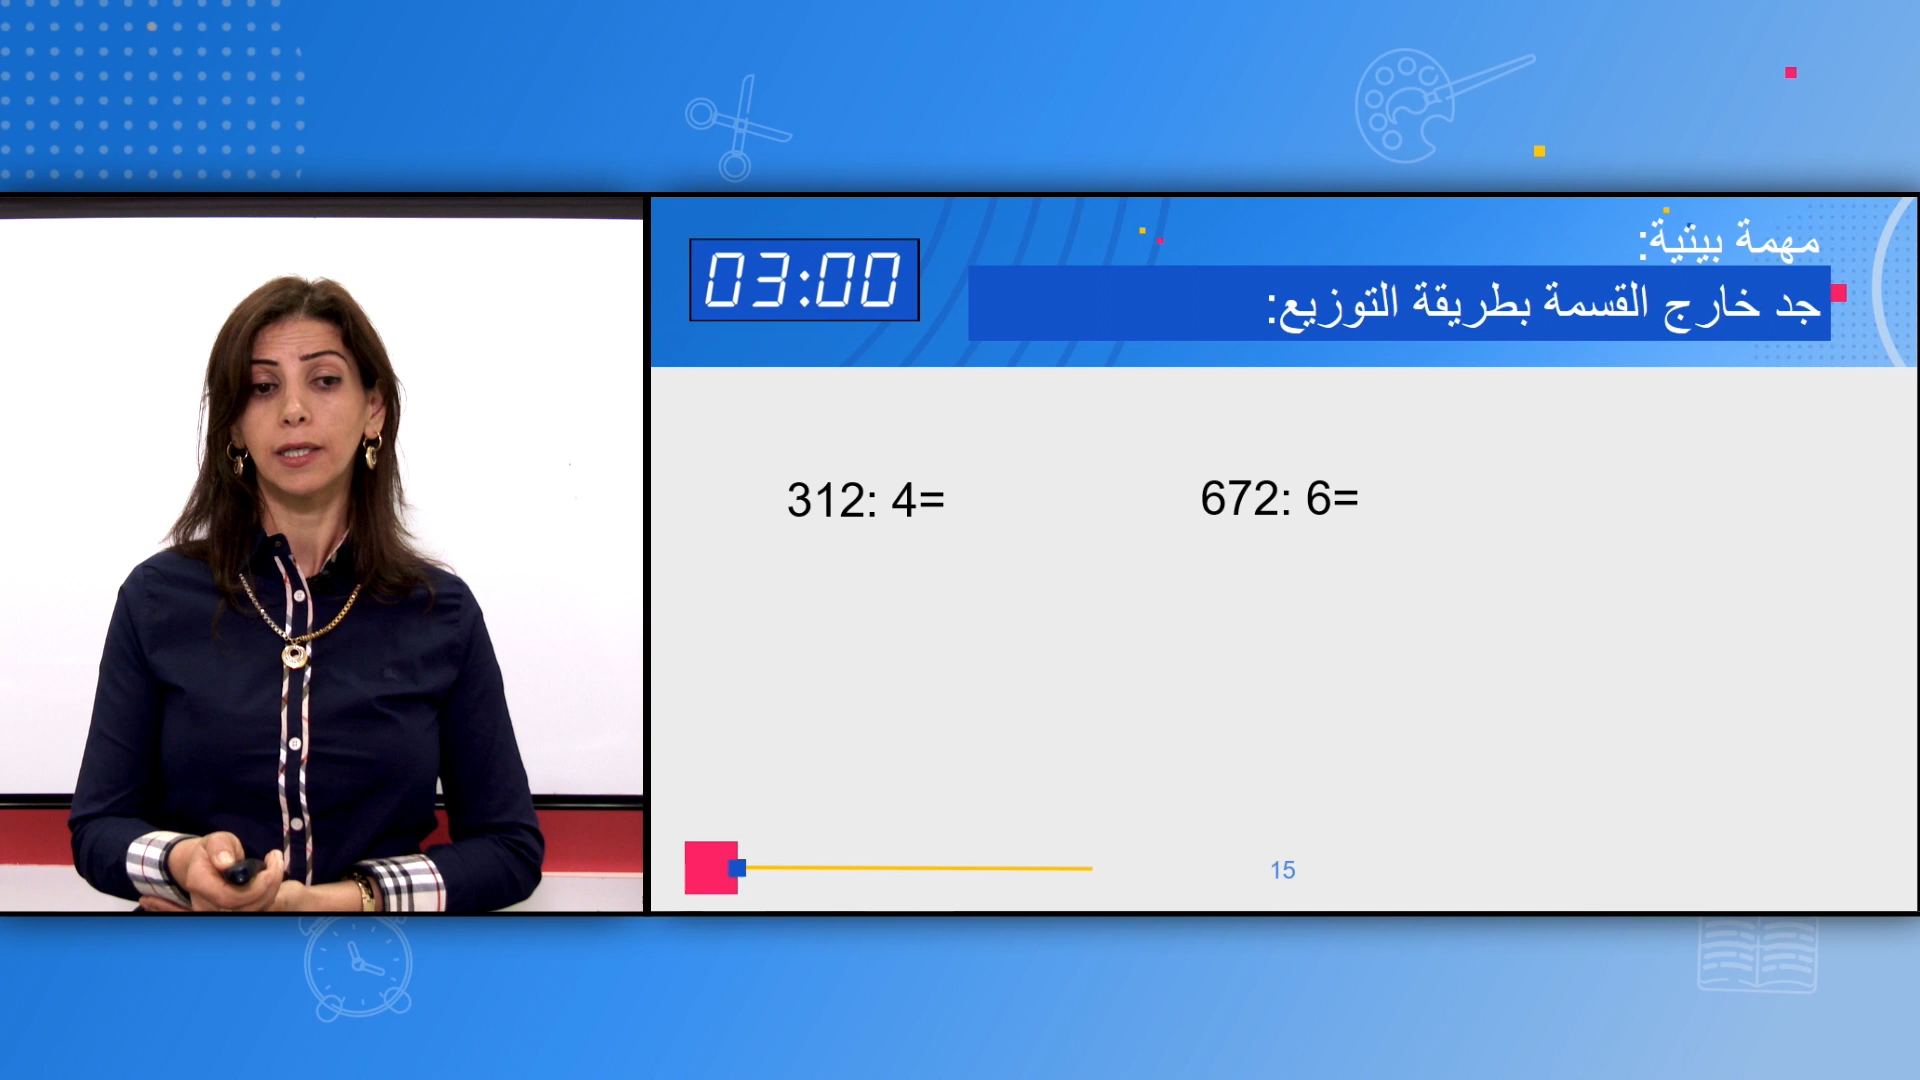 03:00
مهمة بيتية:
جد خارج القسمة بطريقة التوزيع:
312: 4=
672: 6=
15